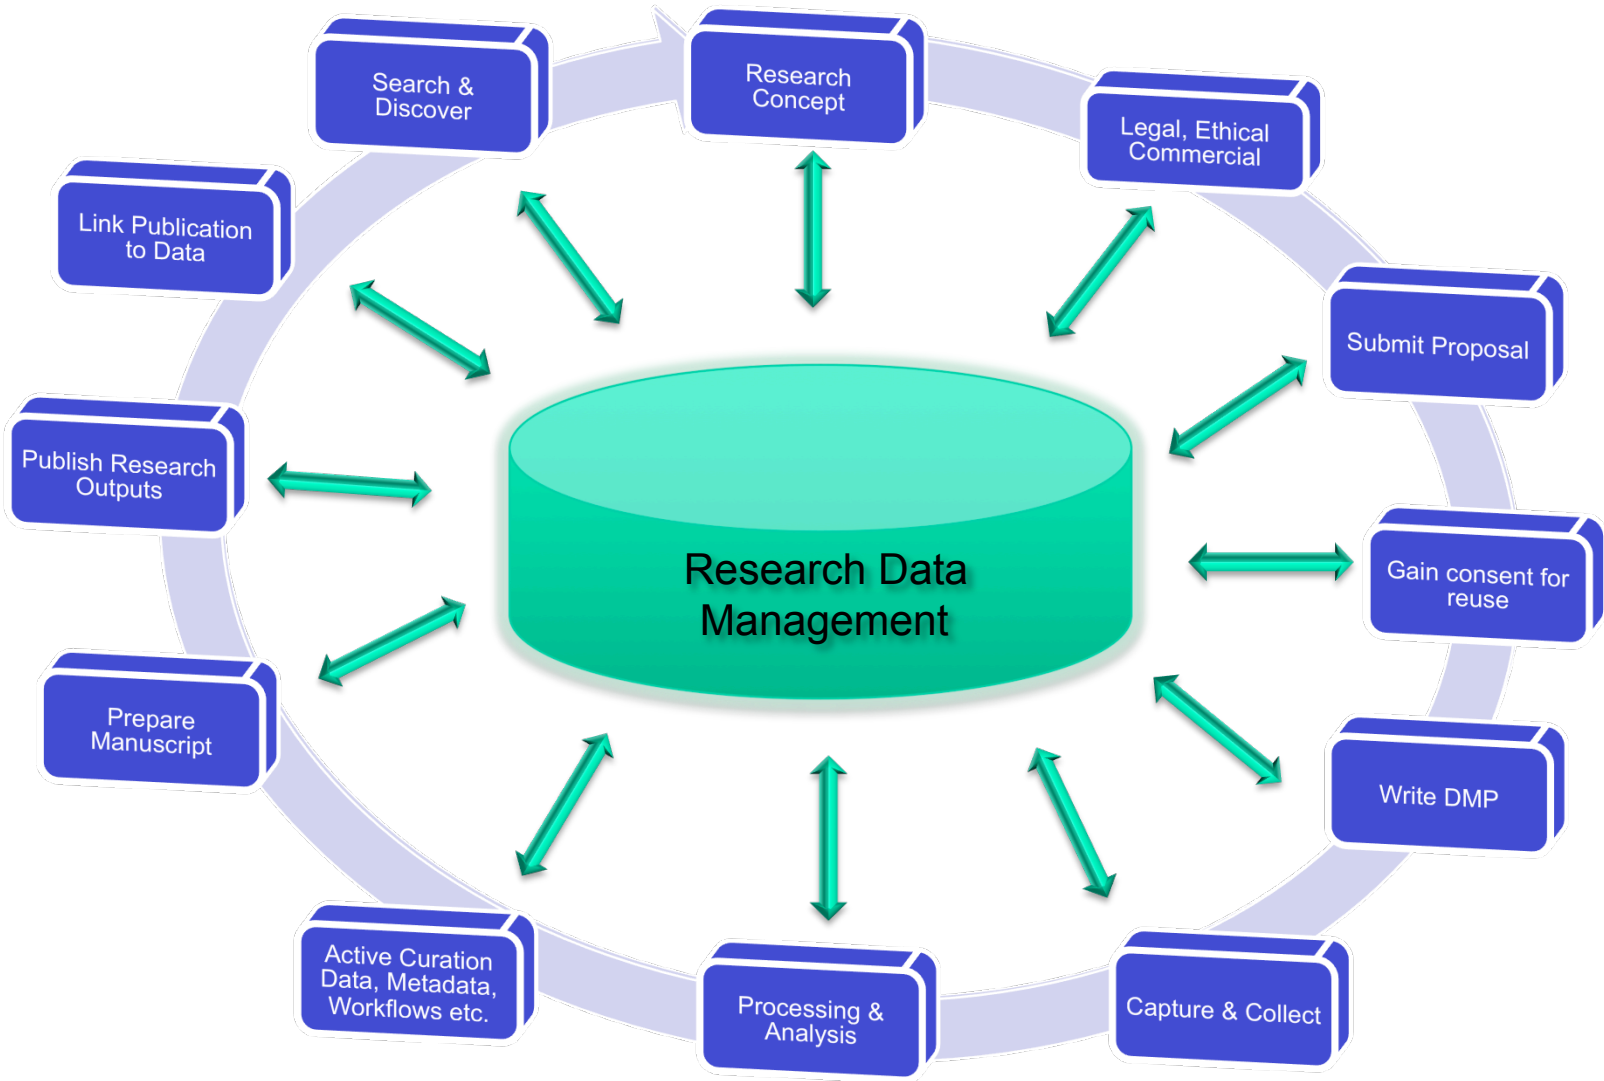 Research
Concept
Legal, Ethical
Commercial
Submit Proposal
Gain consent for
reuse
Write DMP
Capture & Collect
Processing &
Analysis
Active Curation
Data, Metadata,
Workflows etc.
Prepare
Manuscript
Publish Research
Outputs
Link Publication
to Data
Search &
Discover
Research Data
Management